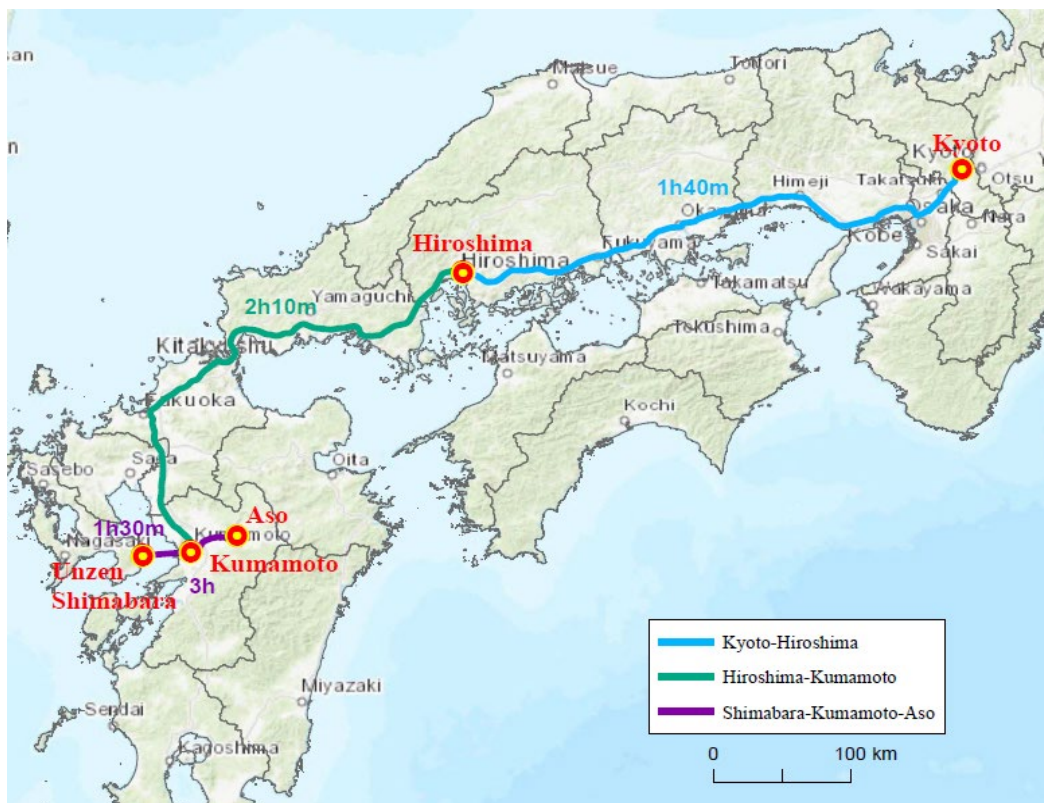 Matsue
Tottori
Kyoto
Kyoto
Otsu
1h40m
Himeji
Takatsuki
Osaka
Nara
Kobe
Sakai
Okayama
Fukuyama
Hiroshima
Hiroshima
Wakayama
Takamatsu
Tokushima
2h10m
Yamaguchi
Kitakyushu
Matsuyama
Fukuoka
Kochi
Saga
Oita
Sasebo
Aso
1h30m
Kumamoto
Nagasaki
Kumamoto
Unzen
Shimabara
3h
Miyazaki
Sendai
Kagoshima
Kyoto-Hiroshima
Hiroshima-Kumamoto
Shimabara-Kumamoto-Aso
0 100 km